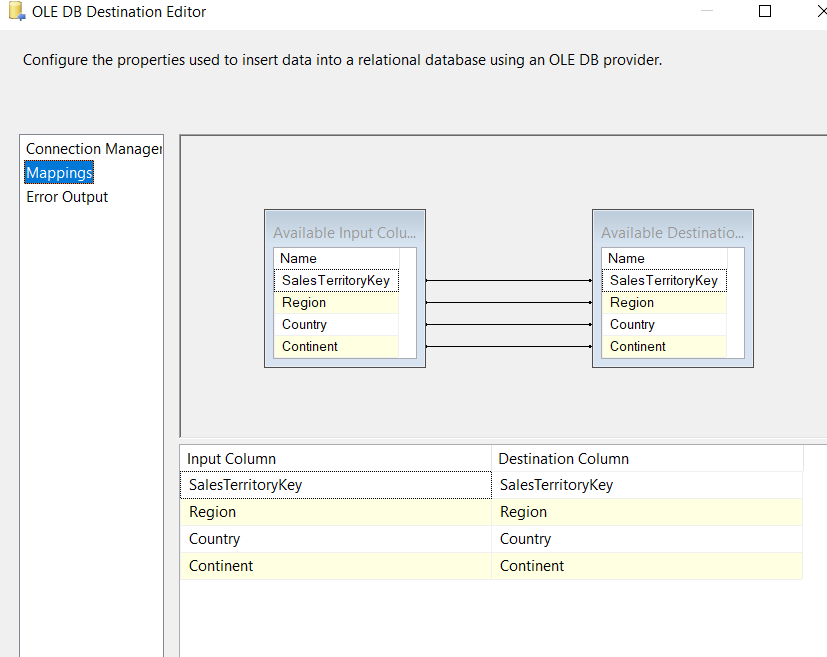 OLE DB Destination Editor
Configure the properties used to insert data into a relational database using an OLE DB provider.
Connection Manager
Mappings
Error Output
Available Input Colu...
Name
SalesTerritoryKey
Region
Country
Continent
Available Destinatio...
Name
SalesTerritoryKey
Region
Country
Continent
Input Column Destination Column
SalesTerritoryKey SalesTerritoryKey
Region Region
Country Country
Continent Continent